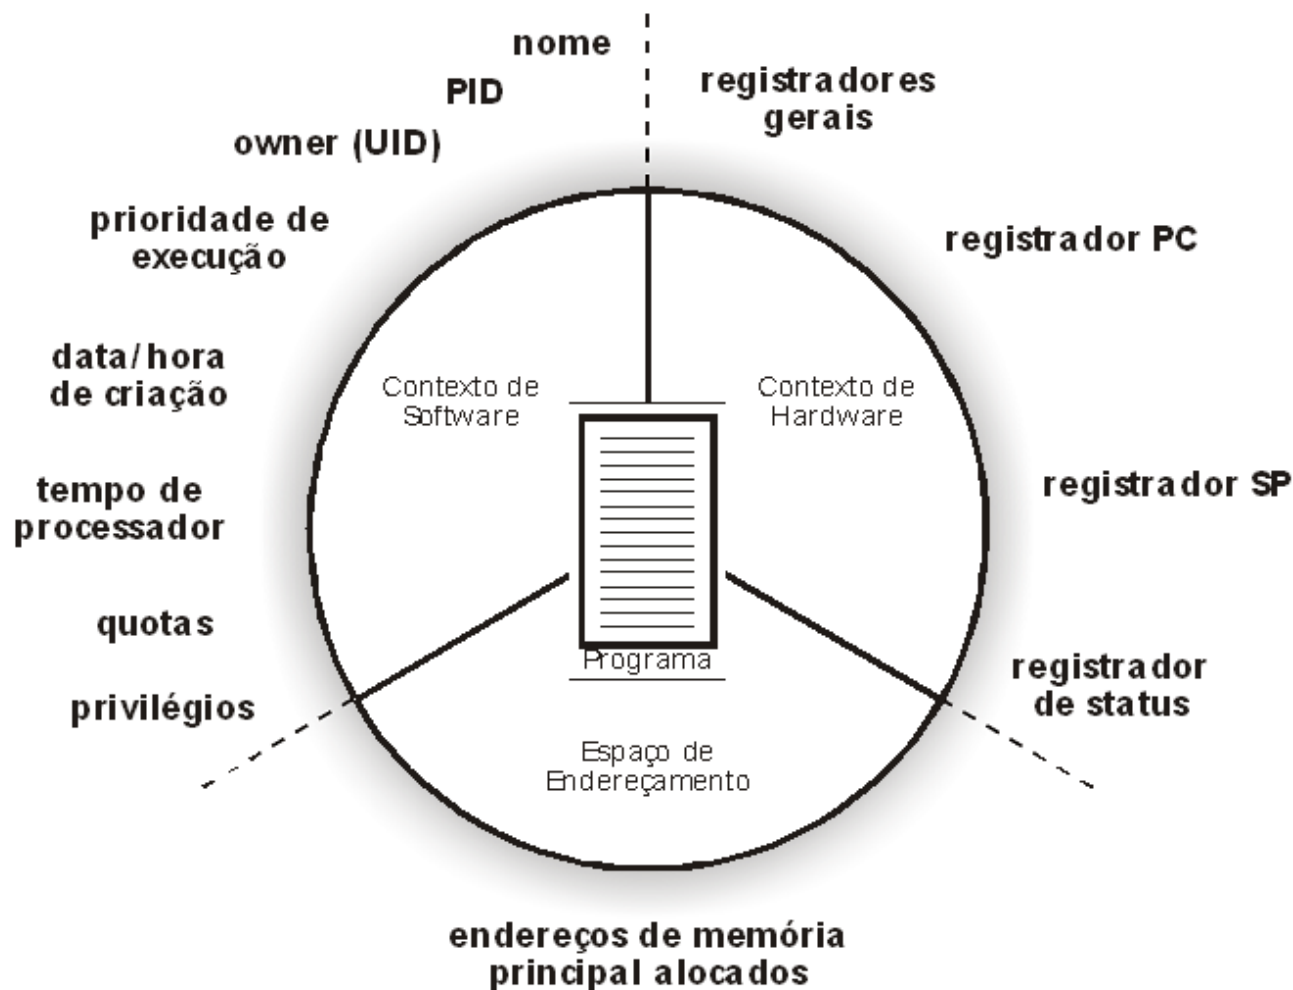 nome
PID
owner (UID)
prioridade de
execução
data/hora
de criação
tempo de
processador
quotas
privilégios
registradores
gerais
registrador PC
registrador SP
registrador
de status
Contexto de
Software
Contexto de
Hardware
Programa
Espaço de
Endereçamento
endereços de memória
principal alocados